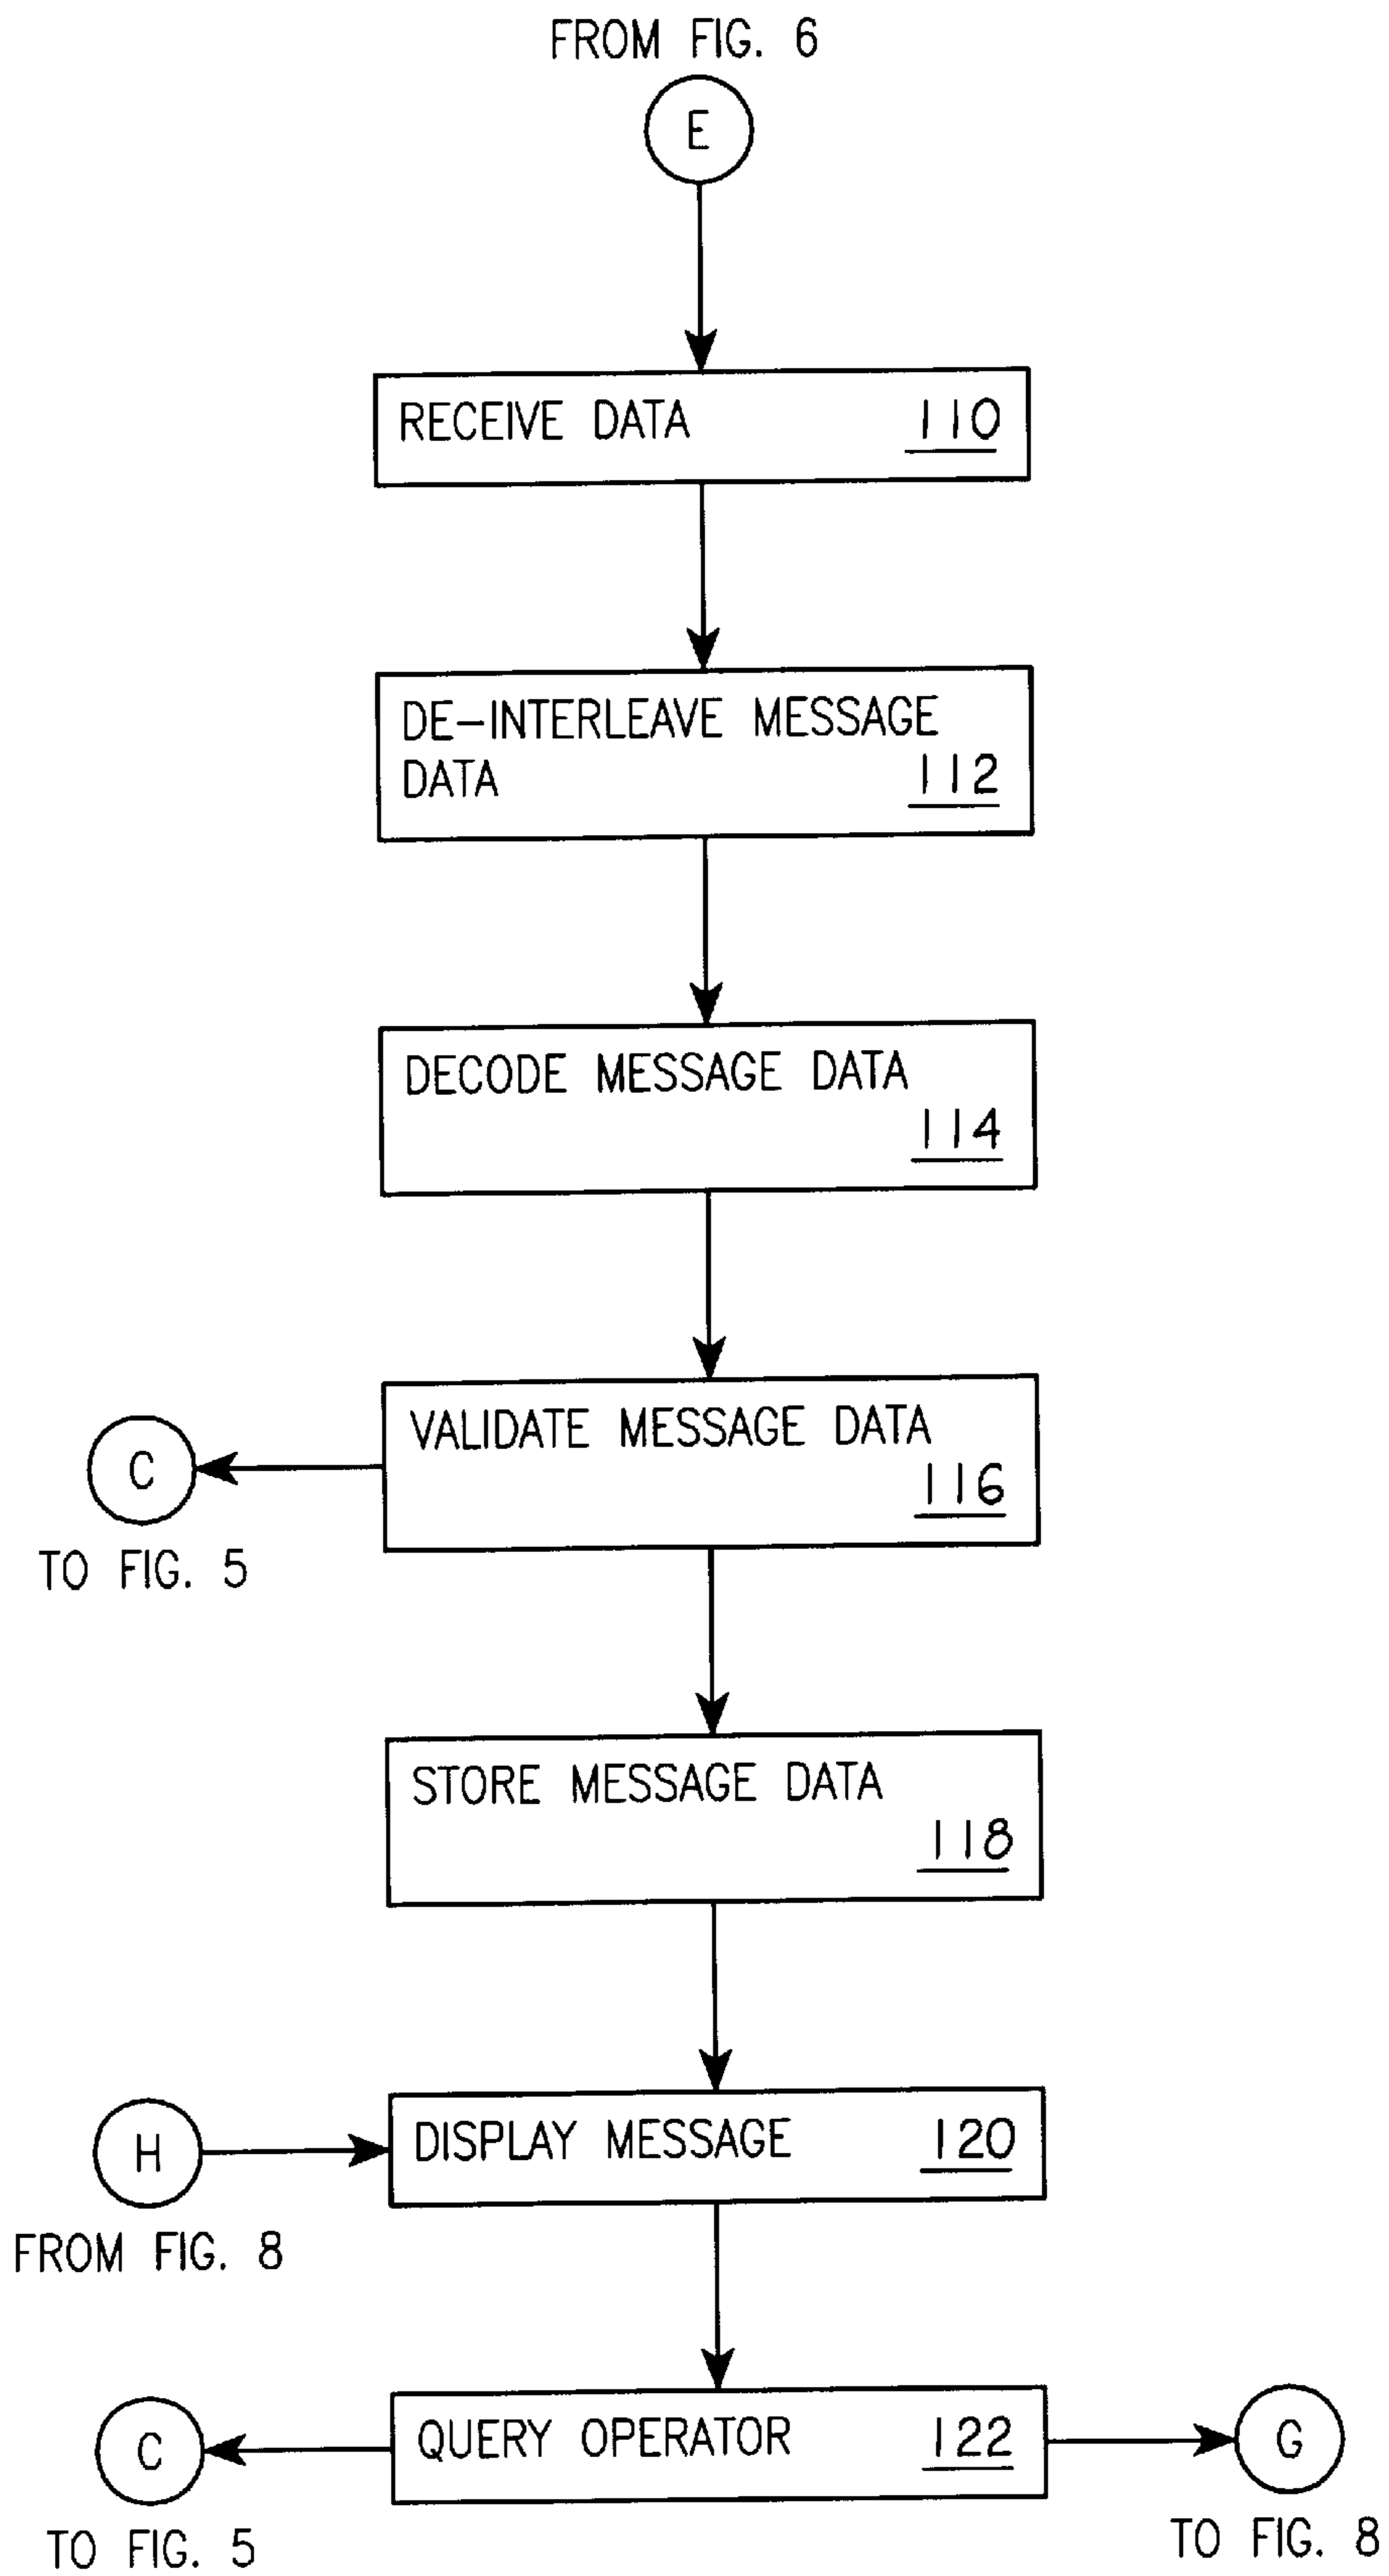 FROM FIG. 6
E
RECEIVE DATA 110
DE-INTERLEAVE MESSAGE
DATA 112
DECODE MESSAGE DATA
114
VALIDATE MESSAGE DATA
116
C
TO FIG. 5
STORE MESSAGE DATA
118
H
DISPLAY MESSAGE 120
FROM FIG. 8
C
QUERY OPERATOR 122
G
TO FIG. 5
TO FIG. 8